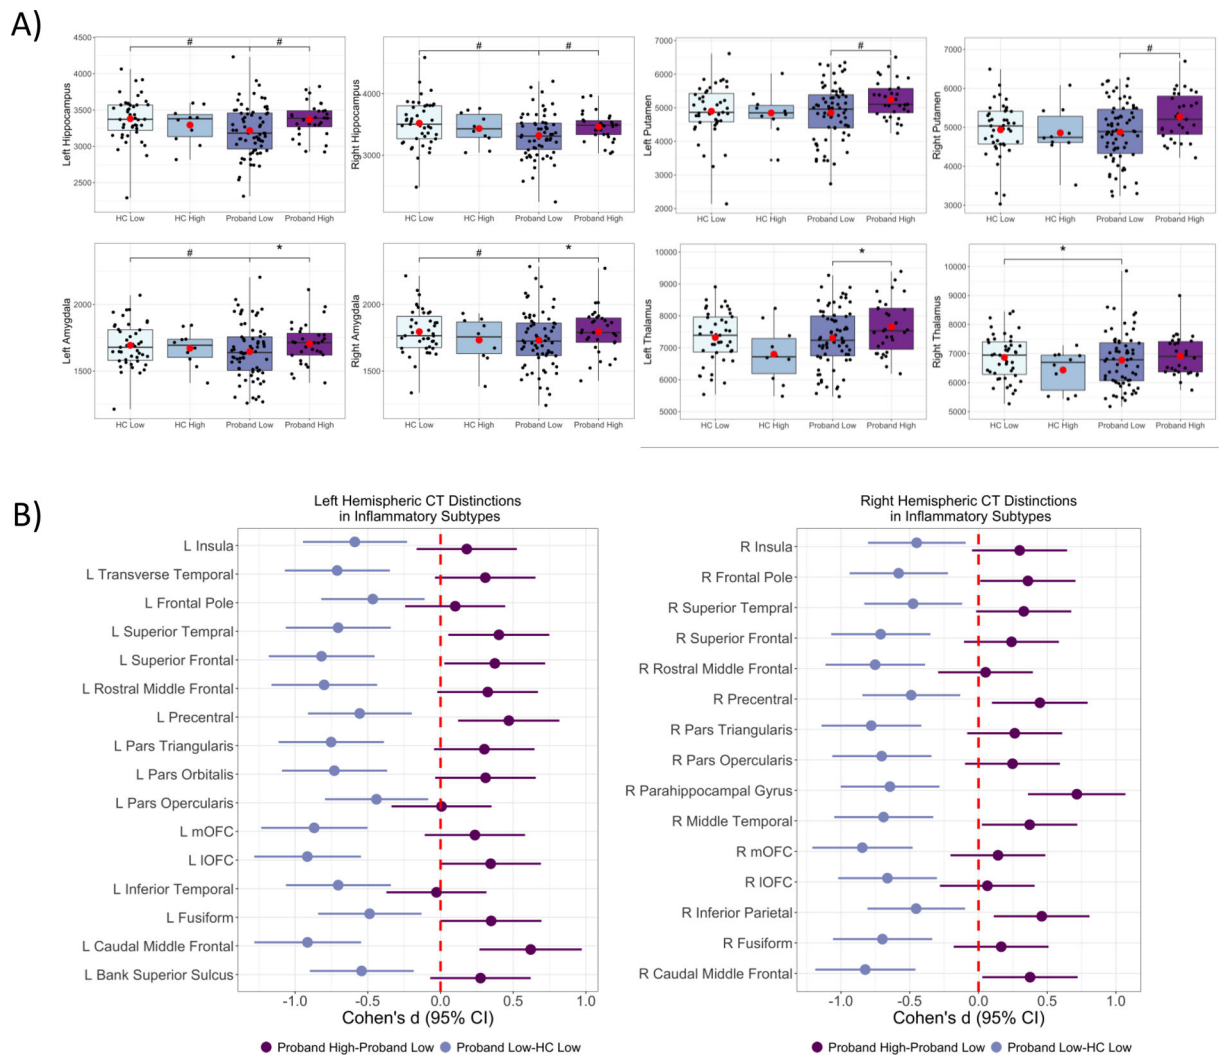 A)
# #
# #
#
#
4500
4000
3500
3000
2500
Left Hippocampus
HC Low HC High Proband Low Proband High
4000
3000
Right Hippocampus
HC Low HC High Proband Low Proband High
7000
6000
5000
4000
3000
2000
Left Putamen
HC Low HC High Proband Low Proband High
6000
5000
4000
3000
Right Putamen
HC Low HC High Proband Low Proband High
# *
# *
*
*
2000
1500
Left Amygdala
HC Low HC High Proband Low Proband High
2000
1500
Right Amygdala
HC Low HC High Proband Low Proband High
10000
9000
8000
7000
6000
5000
Left Thalamus
HC Low HC High Proband Low Proband High
10000
9000
8000
7000
6000
5000
Right Thalamus
HC Low HC High Proband Low Proband High
B)
Left Hemispheric CT Distinctions
in Inflammatory Subtypes
L Insula
L Transverse Temporal
L Frontal Pole
L Superior Tempral
L Superior Frontal
L Rostral Middle Frontal
L Precentral
L Pars Triangularis
L Pars Orbitalis
L Pars Opercularis
L mOFC
L lOFC
L Inferior Temporal
L Fusiform
L Caudal Middle Frontal
L Bank Superior Sulcus
-1.0 -0.5 0.0 0.5 1.0
Cohen's d (95% CI)
Proband High-Proband Low Proband Low-HC Low
Right Hemispheric CT Distinctions
in Inflammatory Subtypes
R Insula
R Frontal Pole
R Superior Tempral
R Superior Frontal
R Rostral Middle Frontal
R Precentral
R Pars Triangularis
R Pars Opercularis
R Parahippocampal Gyrus
R Middle Temporal
R mOFC
R lOFC
R Inferior Parietal
R Fusiform
R Caudal Middle Frontal
-1.0 -0.5 0.0 0.5 1.0
Cohen's d (95% CI)
Proband High-Proband Low Proband Low-HC Low